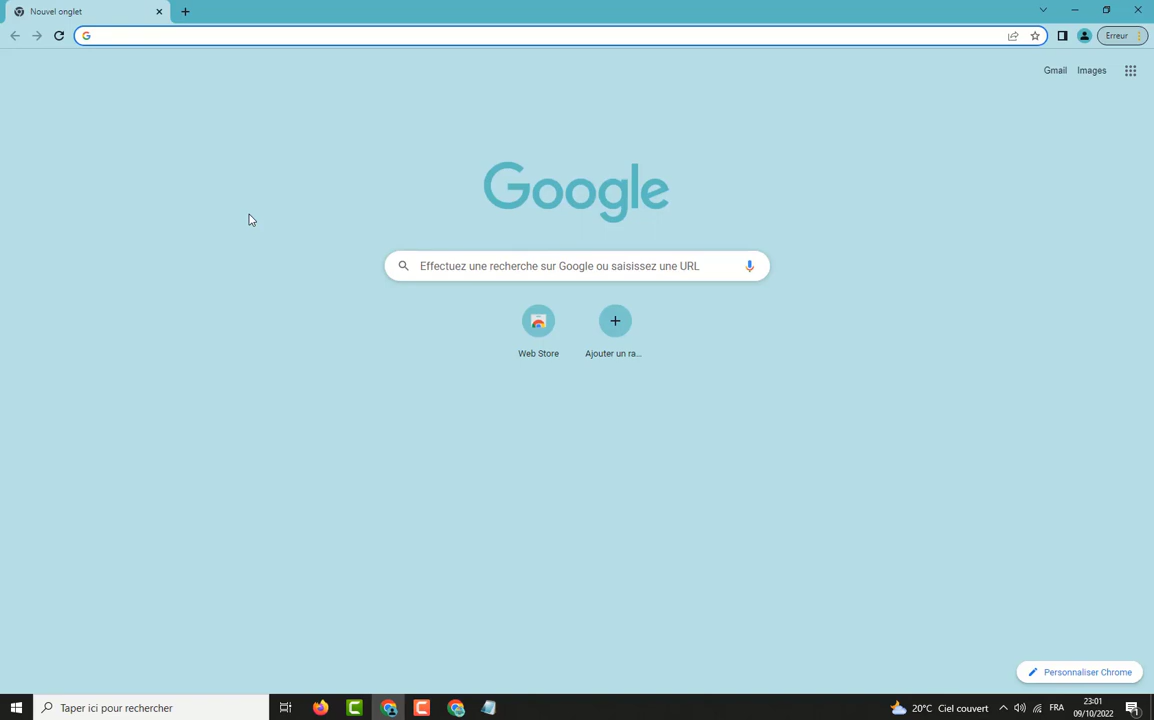 Nouvel onglet
Erreur
Gmail Images
Google
Effectuez une recherche sur Google ou saisissez une URL
Web Store
Ajouter un ra...
Personnaliser Chrome
Taper ici pour rechercher
20°C Ciel couvert
FRA
23:01
09/10/2022
1